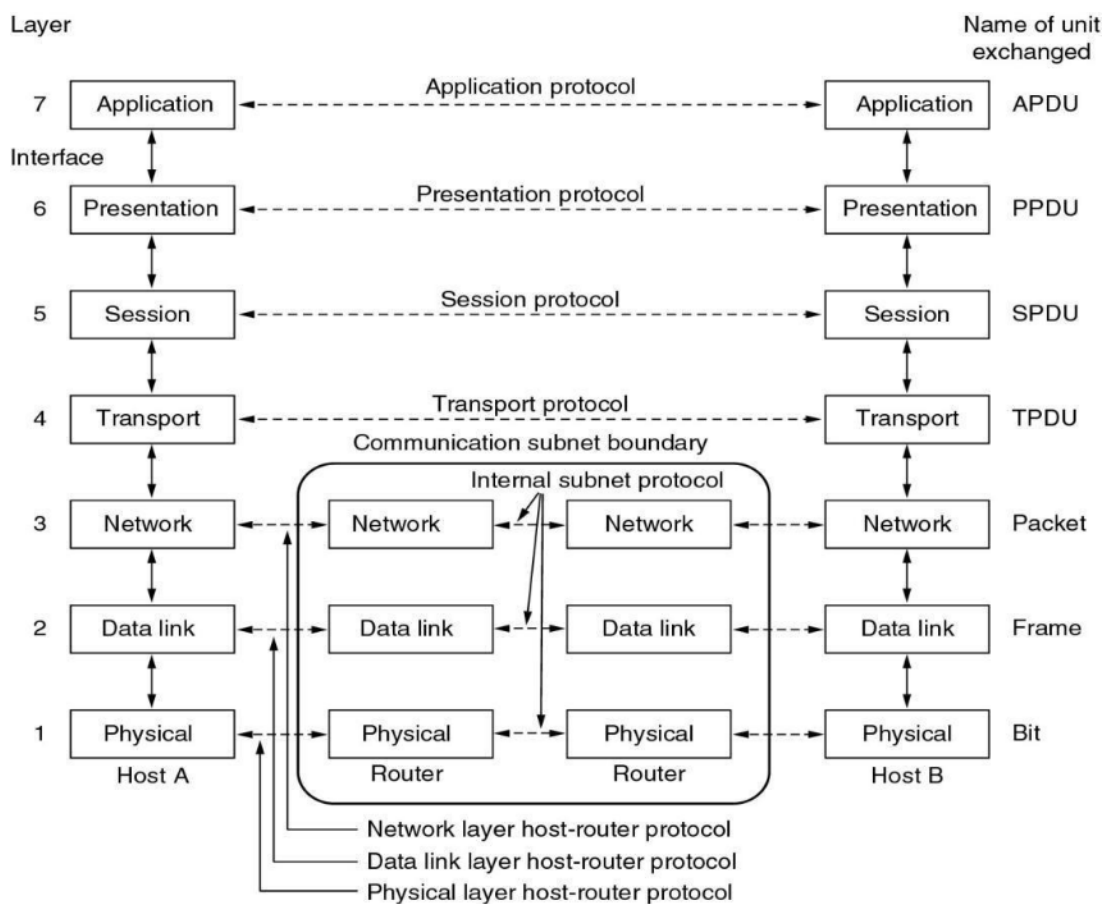 Layer
Name of unit
exchanged
Application protocol
7 Application Application APDU
Interface
Presentation protocol
6 Presentation Presentation PPDU
Session protocol
5 Session Session SPDU
Transport protocol
4 Transport Transport TPDU
Communication subnet boundary
Internal subnet protocol
3 Network Network Network Network Packet
2 Data link Data link Data link Data link Frame
1 Physical Physical Physical Physical Bit
Host A Router Router Host B
Network layer host-router protocol
Data link layer host-router protocol
Physical layer host-router protocol